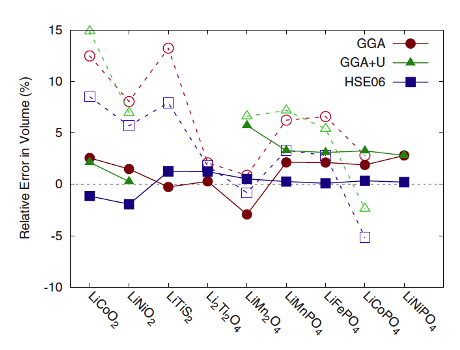 15
10
5
0
-5
-10
Relative Error in Volume (%)
GGA
GGA+U
HSE06
LiCoO₂
LiNiO₂
LiTiS₂
Li₂Ti₂O₄
LiMn₂O₄
LiMnPO₄
LiFePO₄
LiCoPO₄
LiNiPO₄